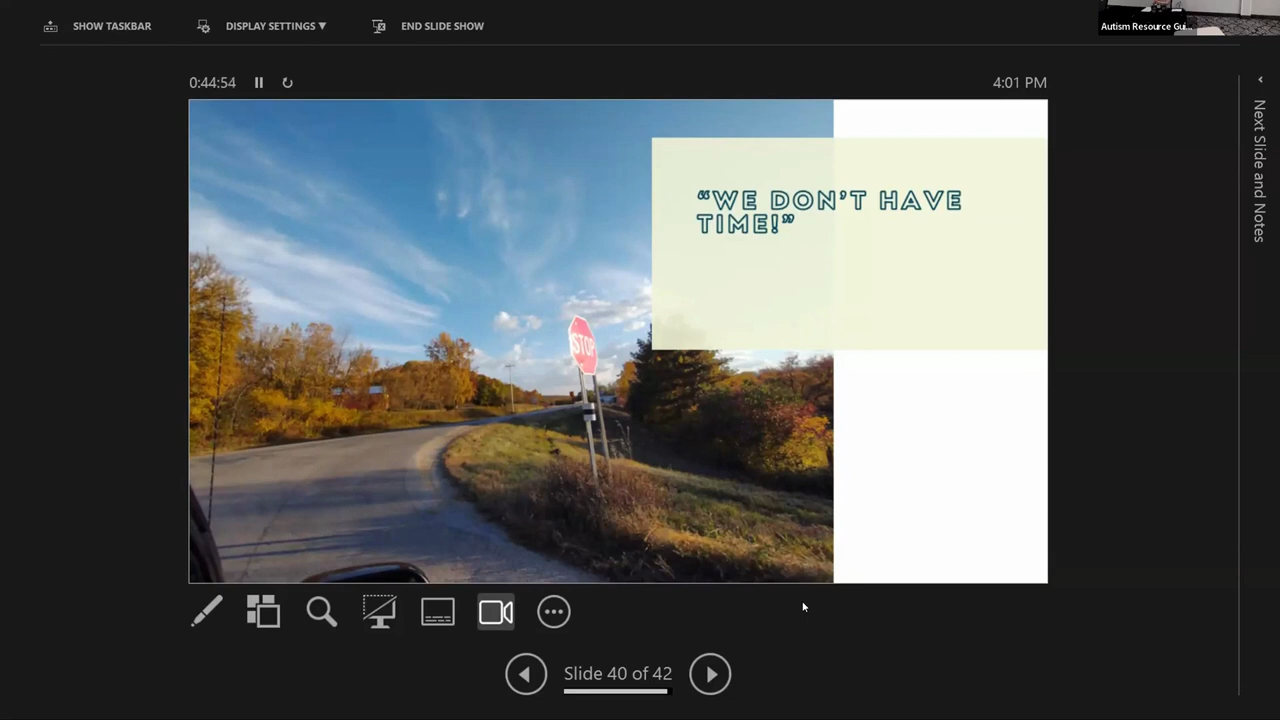 SHOW TASKBAR
DISPLAY SETTINGS ▼
END SLIDE SHOW
Autism Resource Gui...
0:44:54
4:01 PM
Next Slide and Notes
“WE DON’T HAVE
TIME!”
STOP
Slide 40 of 42